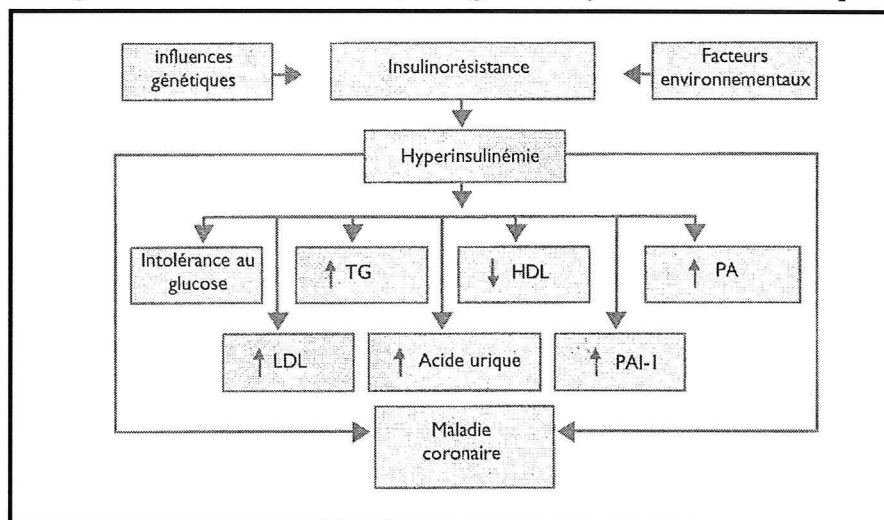 influences
génétiques
Insulinorésistance
Facteurs
environnementaux
Hyperinsulinémie
Intolérance au
glucose
↑ TG
↓ HDL
↑ PA
↑ LDL
↑ Acide urique
↑ PAI-1
Maladie
coronaire